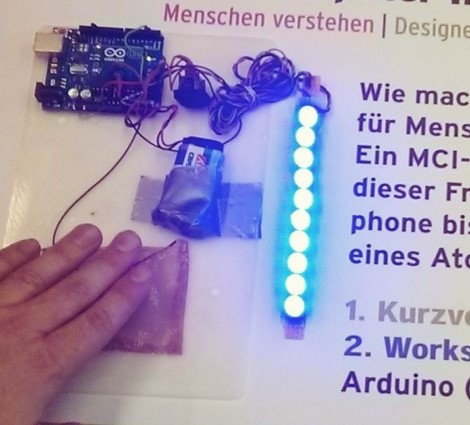 Menschen verstehen | Designe
Wie mac
für Mens
Ein MCI-
dieser Fr
phone bis
eines Ato
1. Kurzvo
2. Works
Arduino (